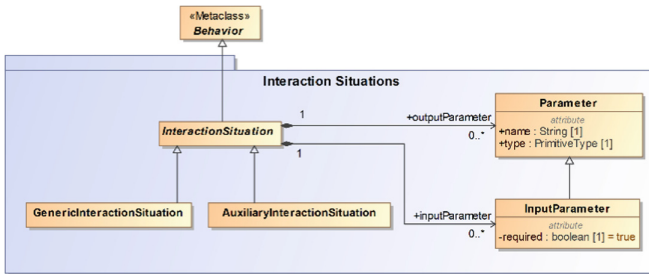 «Metaclass»
Behavior
Interaction Situations
InteractionSituation
1
+outputParameter
0..*
Parameter
attribute
+name : String [1]
+type : PrimitiveType [1]
1
GenericInteractionSituation
AuxiliaryInteractionSituation
+inputParameter
0..*
InputParameter
attribute
-required : boolean [1] = true